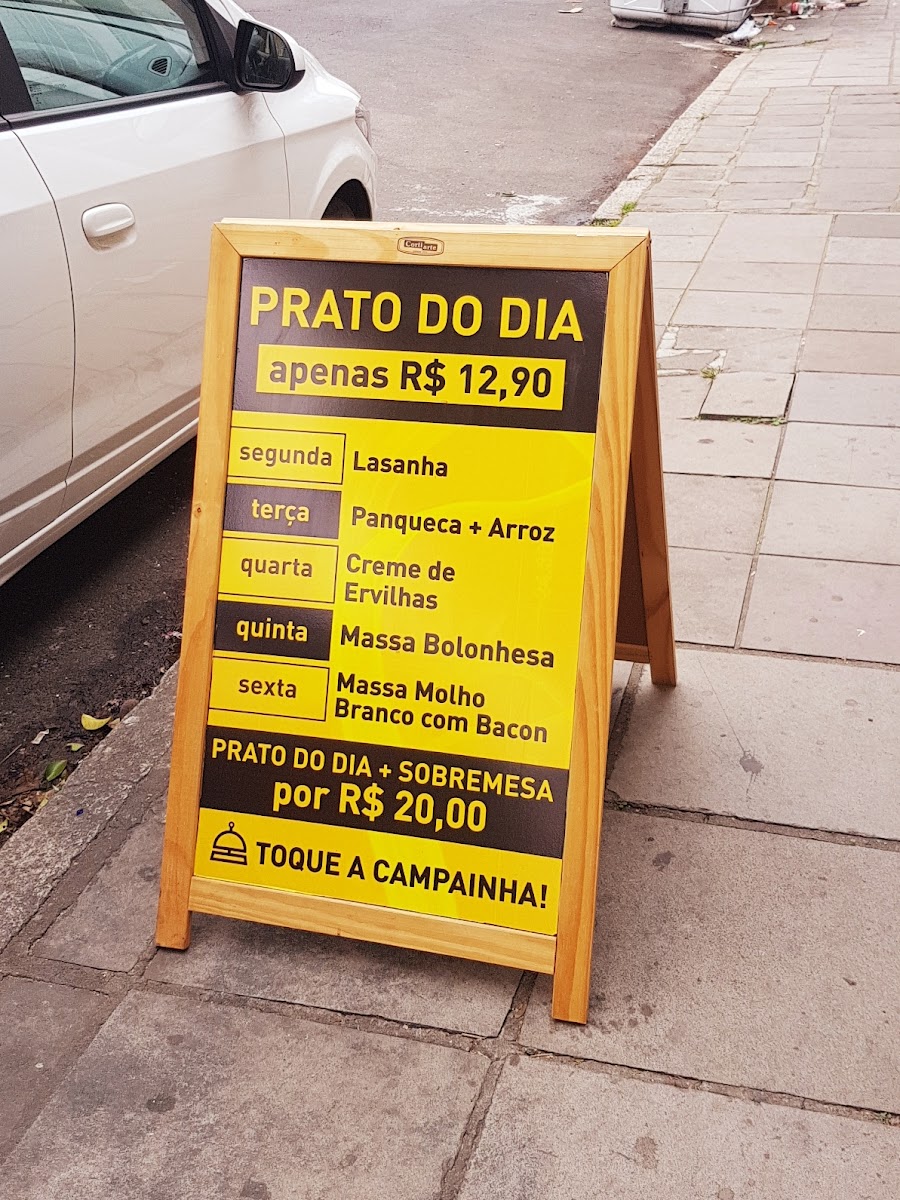 Cortiarte
PRATO DO DIA
apenas R$ 12,90
segunda Lasanha
terça Panqueca + Arroz
quarta Creme de
Ervilhas
quinta Massa Bolonhesa
sexta Massa Molho
Branco com Bacon
PRATO DO DIA + SOBREMESA
por R$ 20,00
TOQUE A CAMPAINHA!